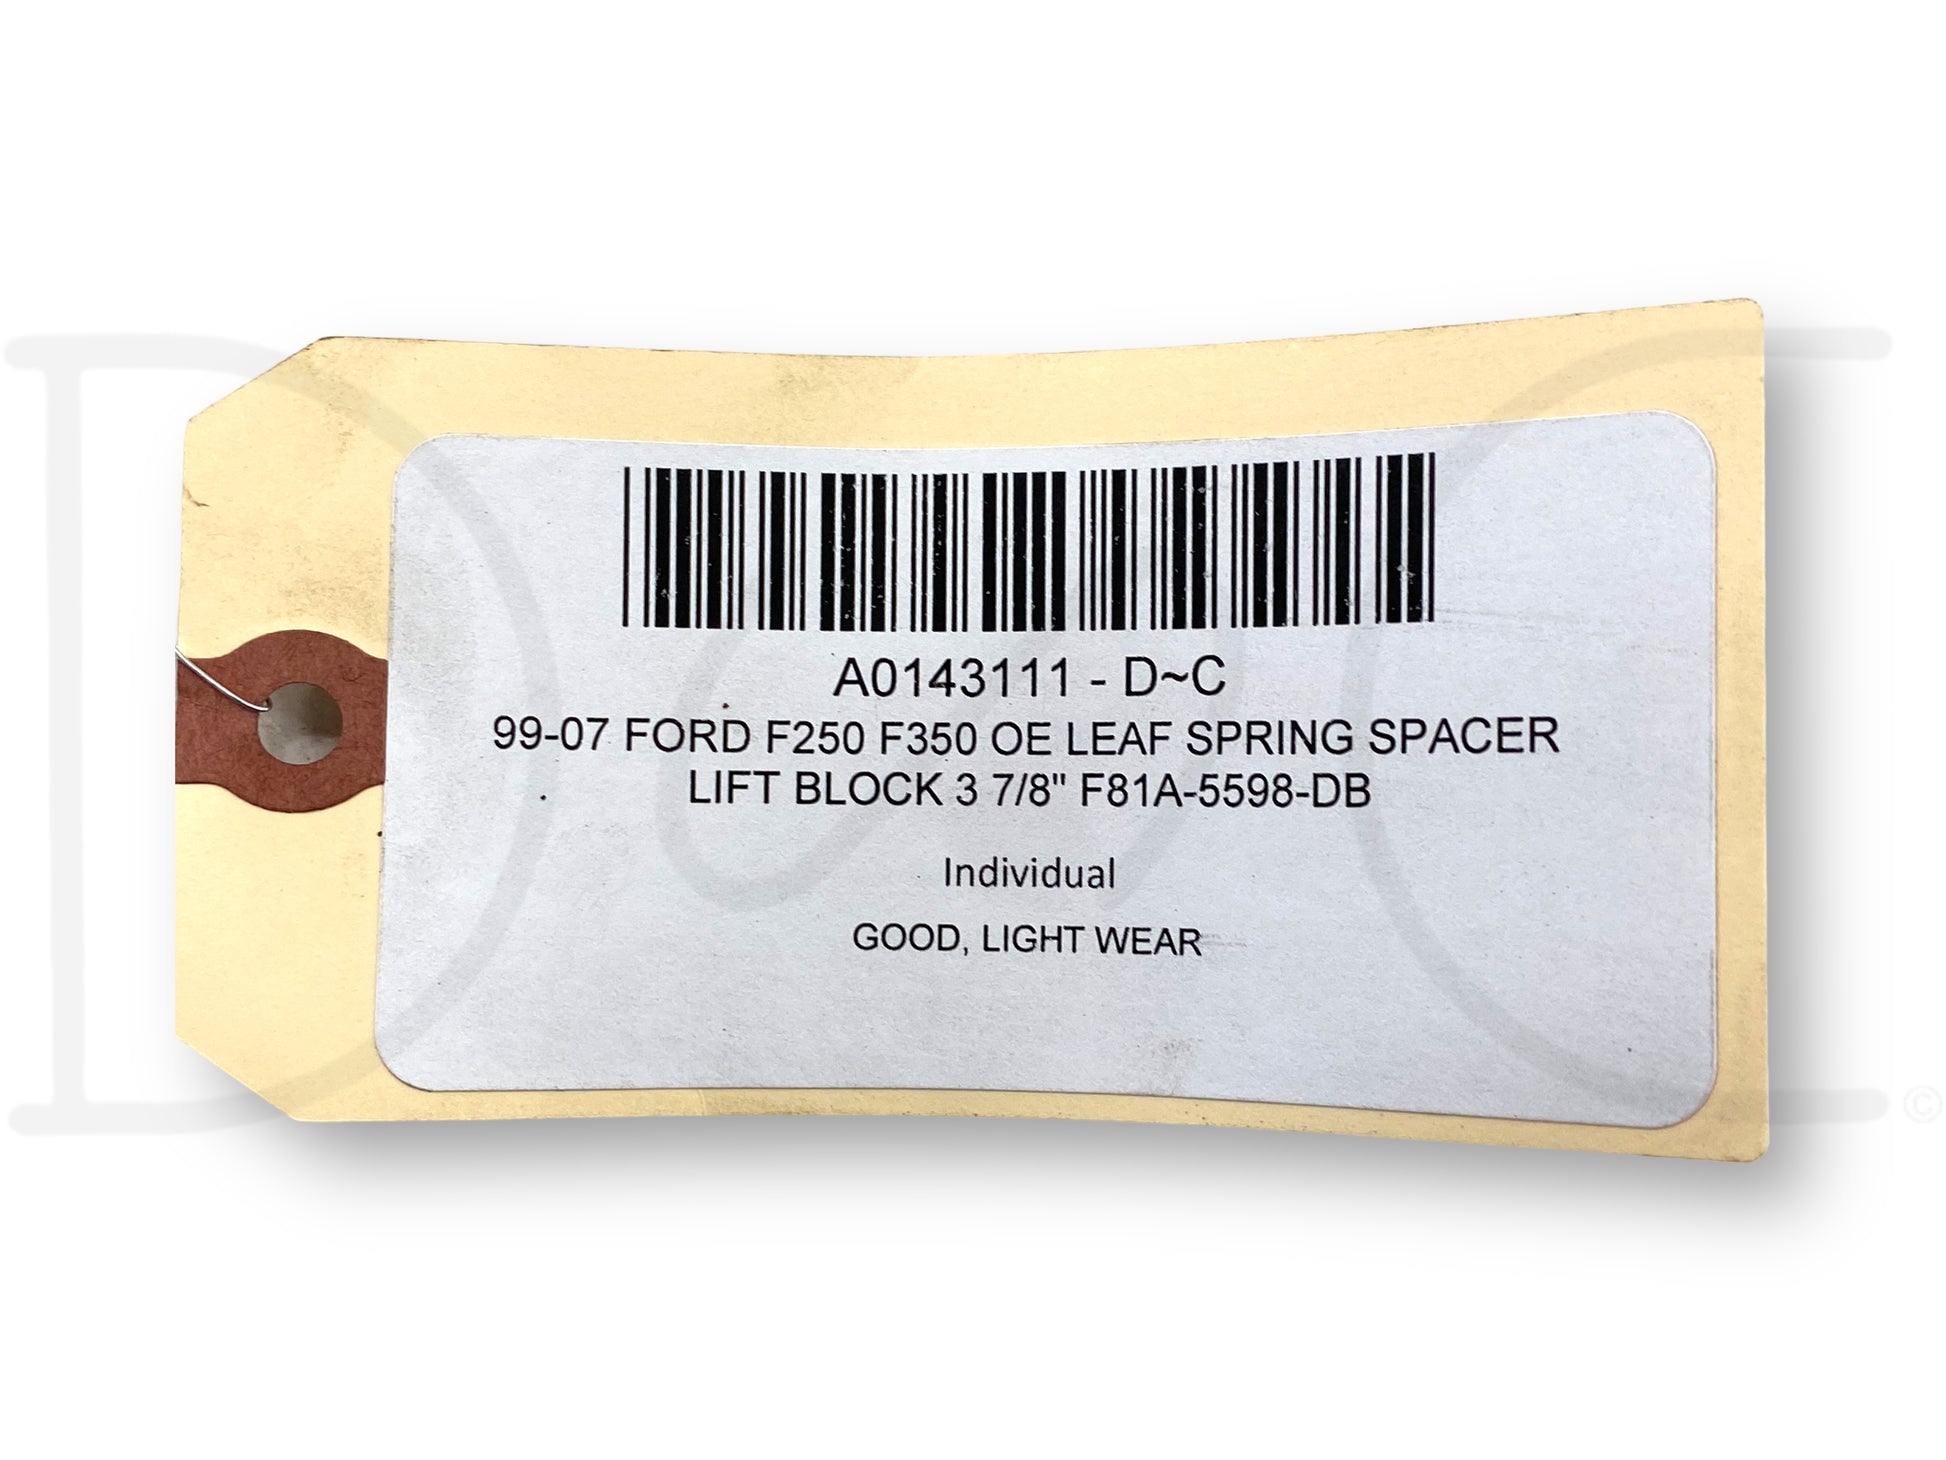 A0143111 - D~C
99-07 FORD F250 F350 OE LEAF SPRING SPACER
LIFT BLOCK 3 7/8" F81A-5598-DB
Individual
GOOD, LIGHT WEAR
©